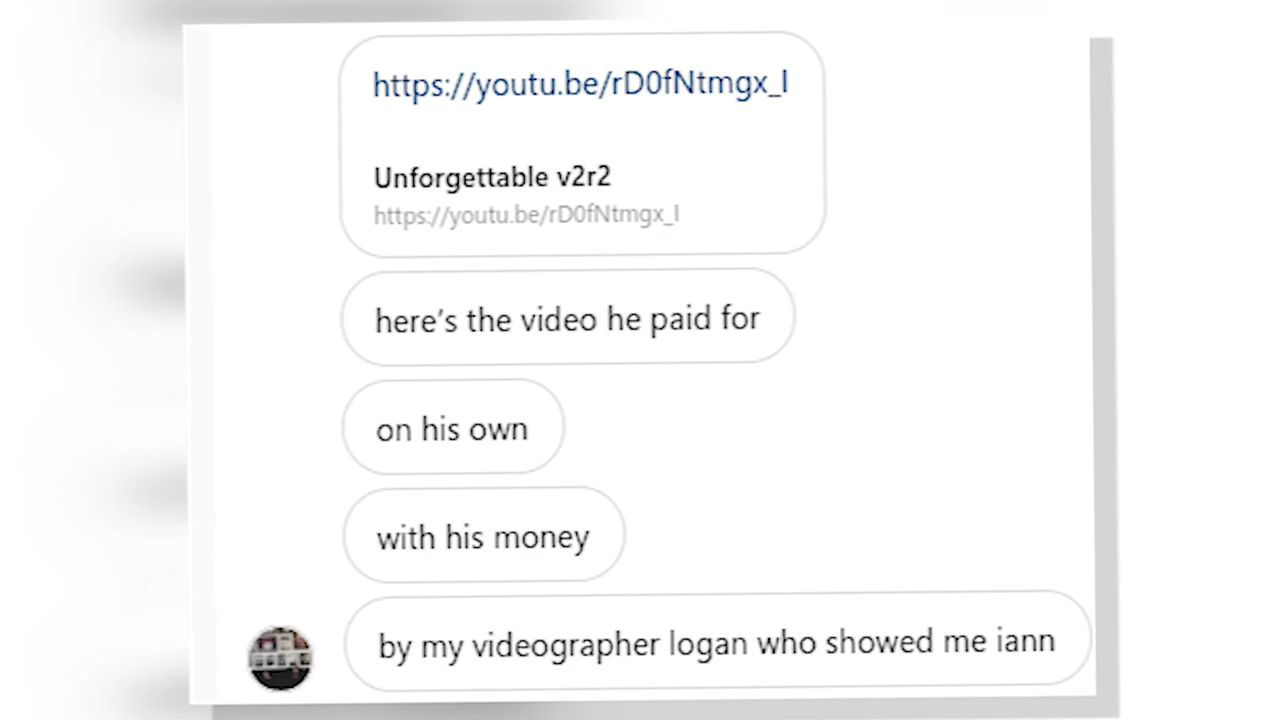 https://youtu.be/rD0fNtmgx_I
Unforgettable v2r2
https://youtu.be/rD0fNtmgx_I
here's the video he paid for
on his own
with his money
by my videographer logan who showed me iann